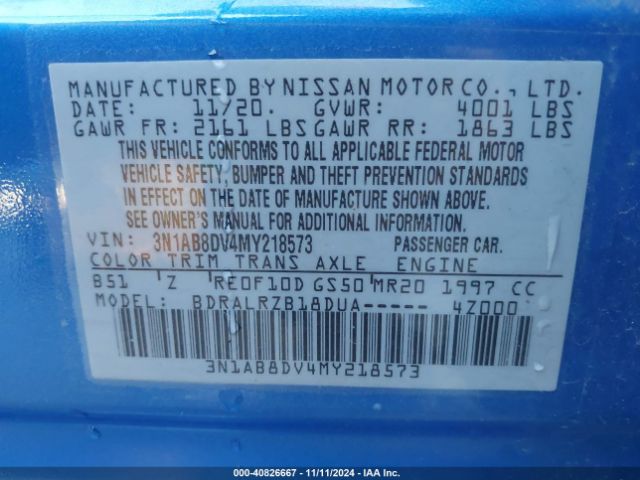 MANUFACTURED BY NISSAN MOTOR CO., LTD.
DATE: 11/20. GVWR: 4001 LBS
GAWR FR: 2161 LBS GAWR RR: 1863 LBS
THIS VEHICLE CONFORMS TO ALL APPLICABLE FEDERAL MOTOR
VEHICLE SAFETY, BUMPER AND THEFT PREVENTION STANDARDS
IN EFFECT ON THE DATE OF MANUFACTURE SHOWN ABOVE.
SEE OWNER'S MANUAL FOR ADDITIONAL INFORMATION.
VIN: 3N1AB8DV4MY218573 PASSENGER CAR.
COLOR TRIM TRANS AXLE ENGINE
B51 Z RE0F10D GS50 MR20 1997 CC
MODEL: BDRALRZB18DUA----- 4Z000
3N1AB8DV4MY218573
000-40826667 - 11/11/2024 - IAAI.COM